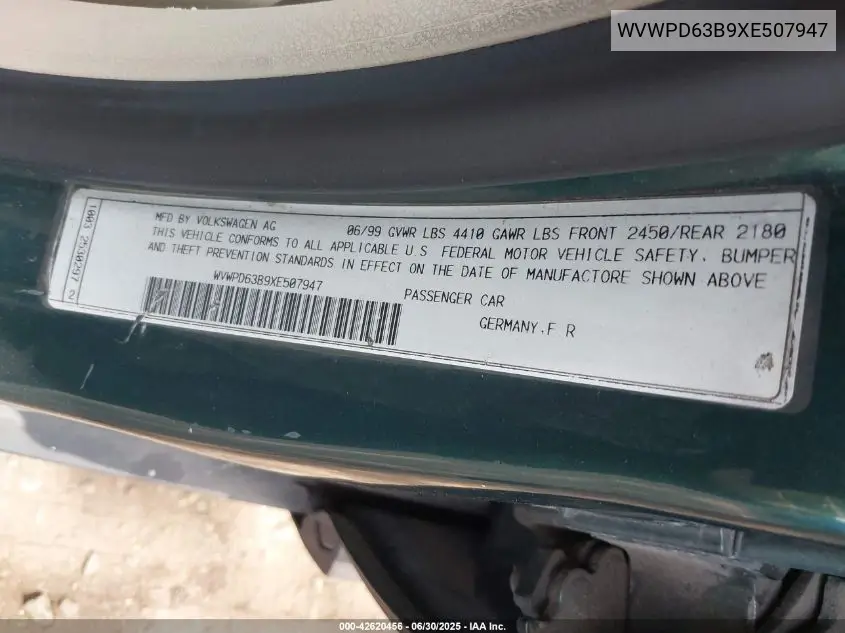 WVWPD63B9XE507947
MFD BY VOLKSWAGEN AG 06/99 GVWR LBS 4410 GAWR LBS FRONT 2450/REAR 2180
THIS VEHICLE CONFORMS TO ALL APPLICABLE U.S FEDERAL MOTOR VEHICLE SAFETY. BUMPER
AND THEFT PREVENTION STANDARDS IN EFFECT ON THE DATE OF MANUFACTORE SHOWN ABOVE
WVWPD63B9XE507947
PASSENGER CAR
GERMANY.F R
000-42620456 - 06/30/2025 - IAA Inc.